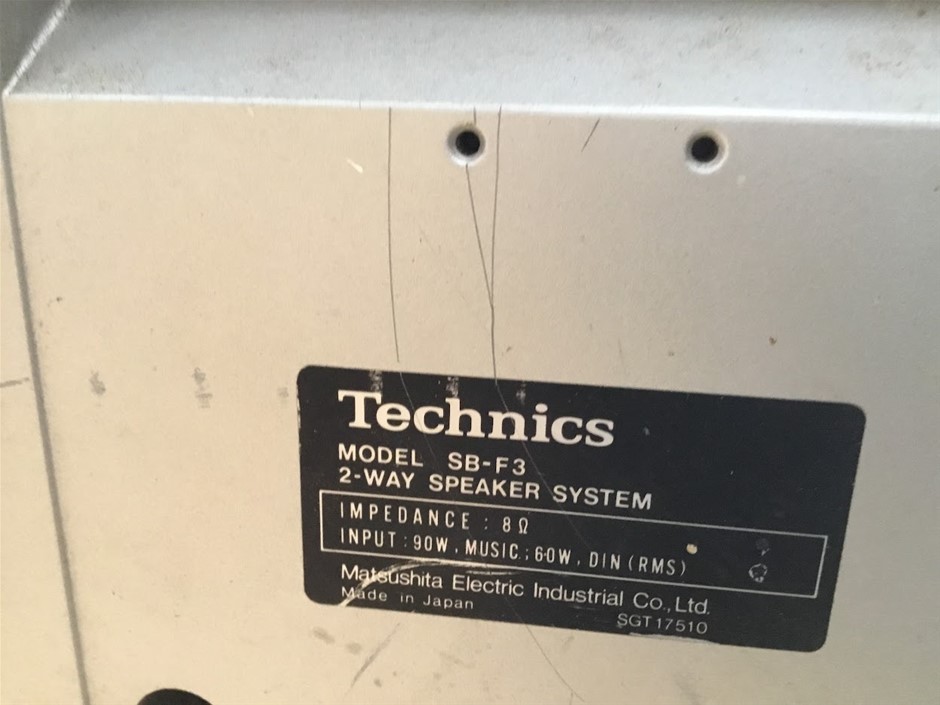 Technics
MODEL SB-F3
2-WAY SPEAKER SYSTEM
IMPEDANCE : 8Ω
INPUT : 90W, MUSIC; 60W, DIN (RMS)
Matsushita Electric Industrial Co., Ltd.
Made in Japan
SGT17510